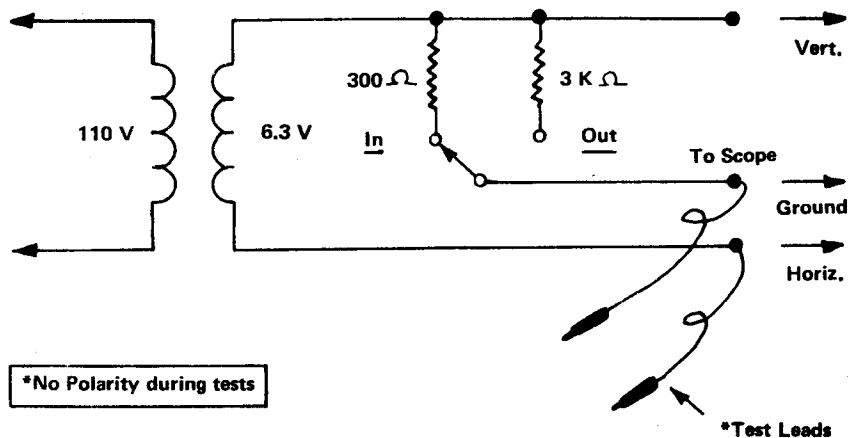 Vert.
300 Ω
3 K Ω
110 V
6.3 V
In
Out
To Scope
Ground
Horiz.
*No Polarity during tests
*Test Leads